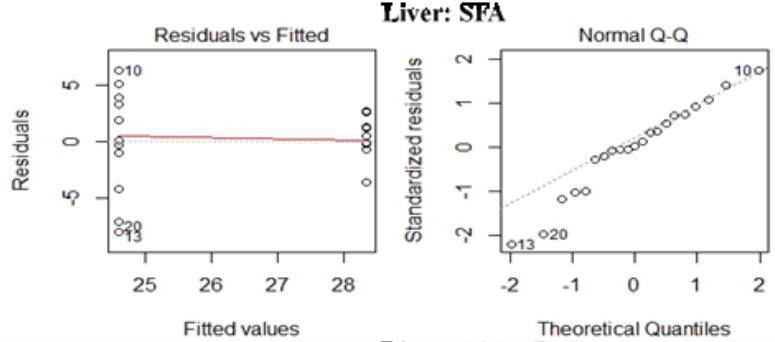 Liver: SFA
Residuals vs Fitted
Residuals
5
0
-5
10
20
13
25 26 27 28
Fitted values
Normal Q-Q
Standardized residuals
2
1
0
-1
-2
10
20
13
-2 -1 0 1 2
Theoretical Quantiles